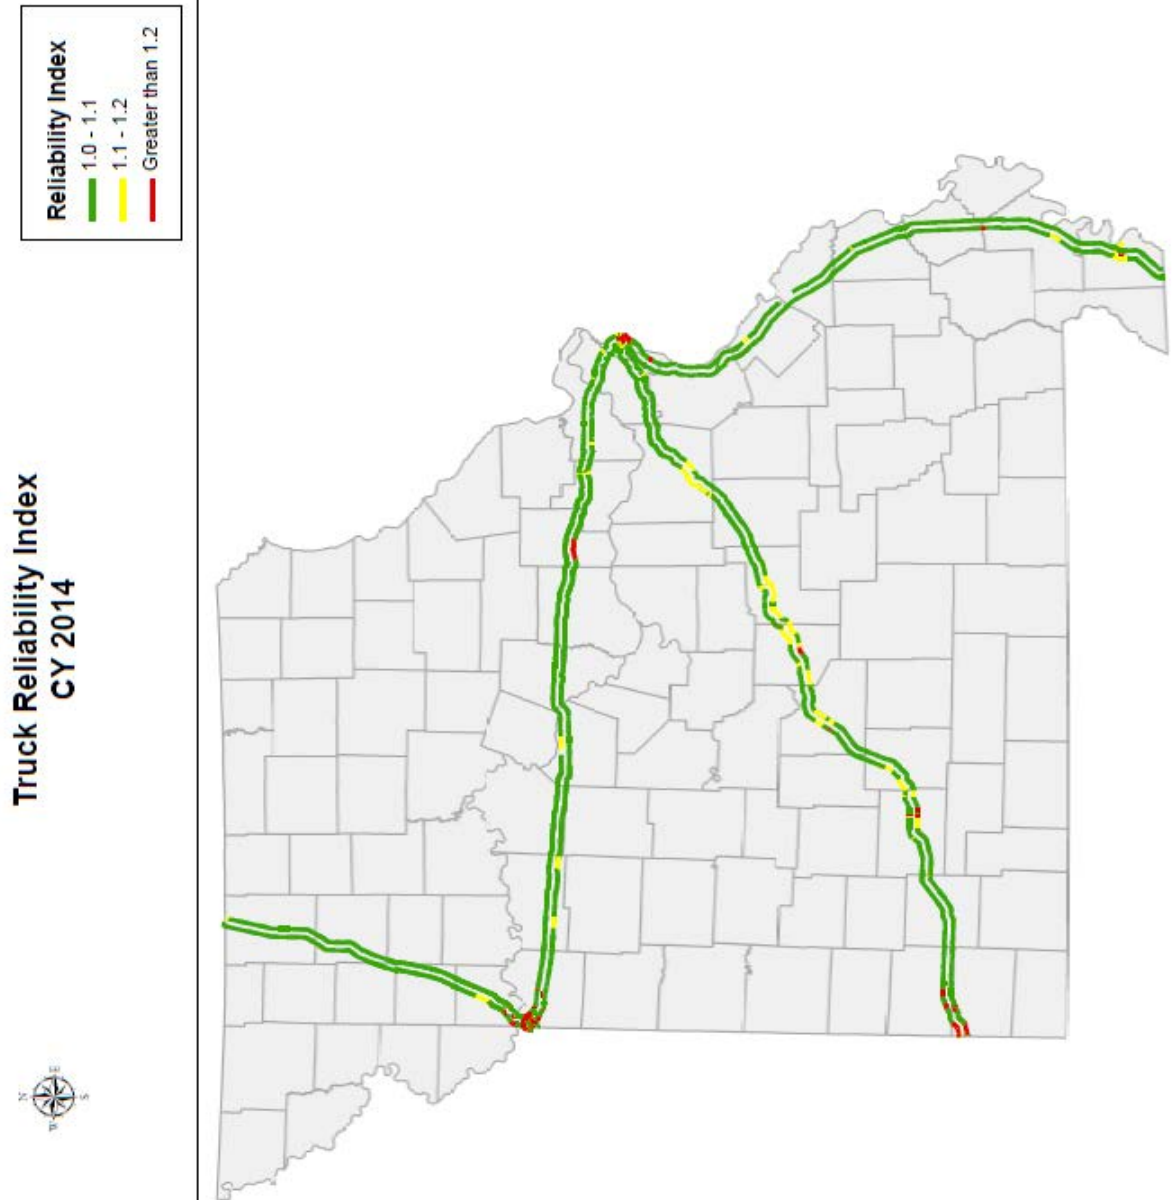 Truck Reliability Index
CY 2014
Reliability Index
1.0 - 1.1
1.1 - 1.2
Greater than 1.2
N
W
E
S